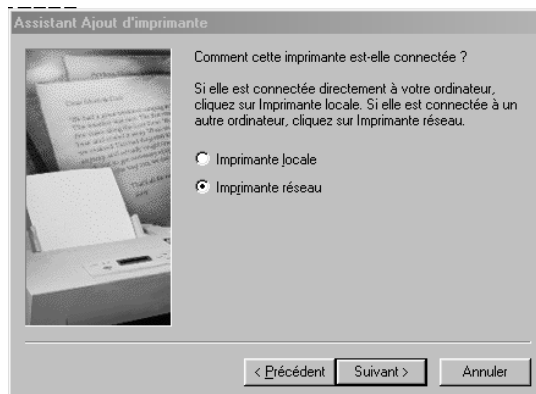 Assistant Ajout d'imprimante
Comment cette imprimante est-elle connectée ?
Si elle est connectée directement à votre ordinateur,
cliquez sur Imprimante locale. Si elle est connectée à un
autre ordinateur, cliquez sur Imprimante réseau.
Imprimante locale
Imprimante réseau
< Précédent
Suivant >
Annuler